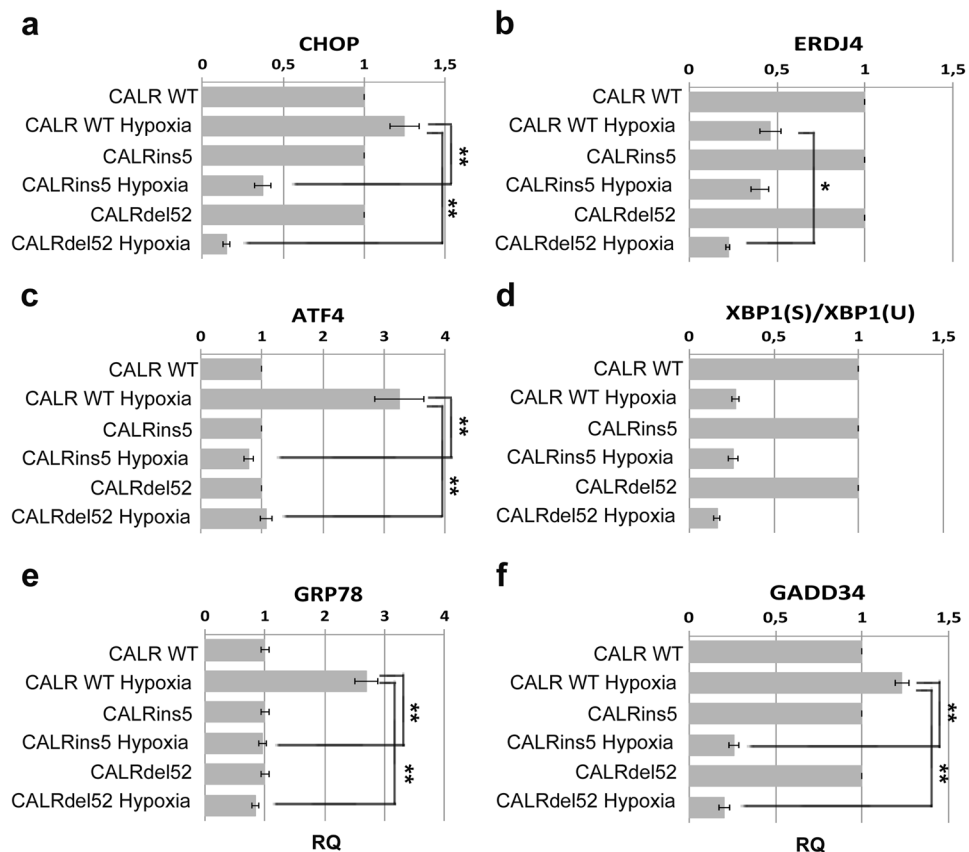 a
CHOP
0 0,5 1 1,5
CALR WT
CALR WT Hypoxia
CALRins5
CALRins5 Hypoxia
CALRdel52
CALRdel52 Hypoxia
**
**
b
ERDJ4
0 0,5 1 1,5
CALR WT
CALR WT Hypoxia
CALRins5
CALRins5 Hypoxia
CALRdel52
CALRdel52 Hypoxia
*
c
ATF4
0 1 2 3 4
CALR WT
CALR WT Hypoxia
CALRins5
CALRins5 Hypoxia
CALRdel52
CALRdel52 Hypoxia
**
**
d
XBP1(S)/XBP1(U)
0 0,5 1 1,5
CALR WT
CALR WT Hypoxia
CALRins5
CALRins5 Hypoxia
CALRdel52
CALRdel52 Hypoxia
e
GRP78
0 1 2 3 4
CALR WT
CALR WT Hypoxia
CALRins5
CALRins5 Hypoxia
CALRdel52
CALRdel52 Hypoxia
**
**
RQ
f
GADD34
0 0,5 1 1,5
CALR WT
CALR WT Hypoxia
CALRins5
CALRins5 Hypoxia
CALRdel52
CALRdel52 Hypoxia
**
**
RQ